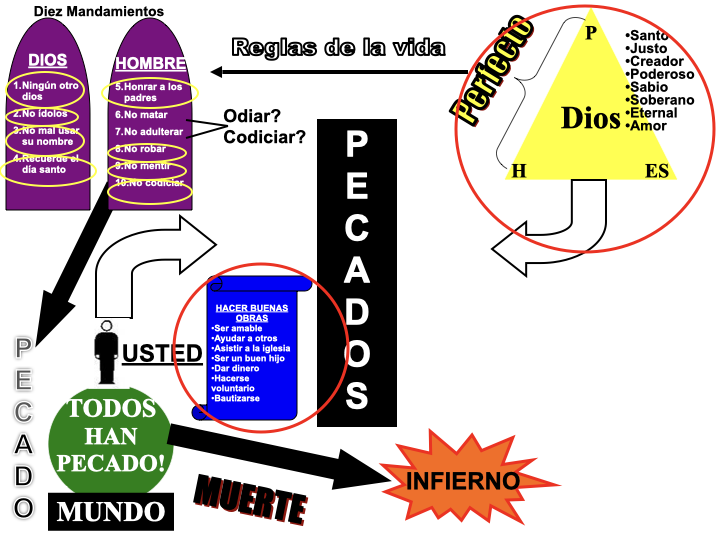 Diez Mandamientos
DIOS
1.Ningún otro
dios
2.No ídolos
3.No mal usar
su nombre
4.Recuerde el
día santo
HOMBRE
5.Honrar a los
padres
6.No matar
7.No adulterar
8.No robar
9.No mentir
10.No codiciar
Odiar?
Codiciar?
Reglas de la vida
Perfecto
P
Dios
H
ES
•Santo
•Justo
•Creador
•Poderoso
•Sabio
•Soberano
•Eternal
•Amor
PECADOS
HACER BUENAS
OBRAS
•Ser amable
•Ayudar a otros
•Asistir a la iglesia
•Ser un buen hijo
•Dar dinero
•Hacerse
voluntario
•Bautizarse
USTED
PECADO
TODOS
HAN
PECADO!
MUNDO
MUERTE
INFIERNO